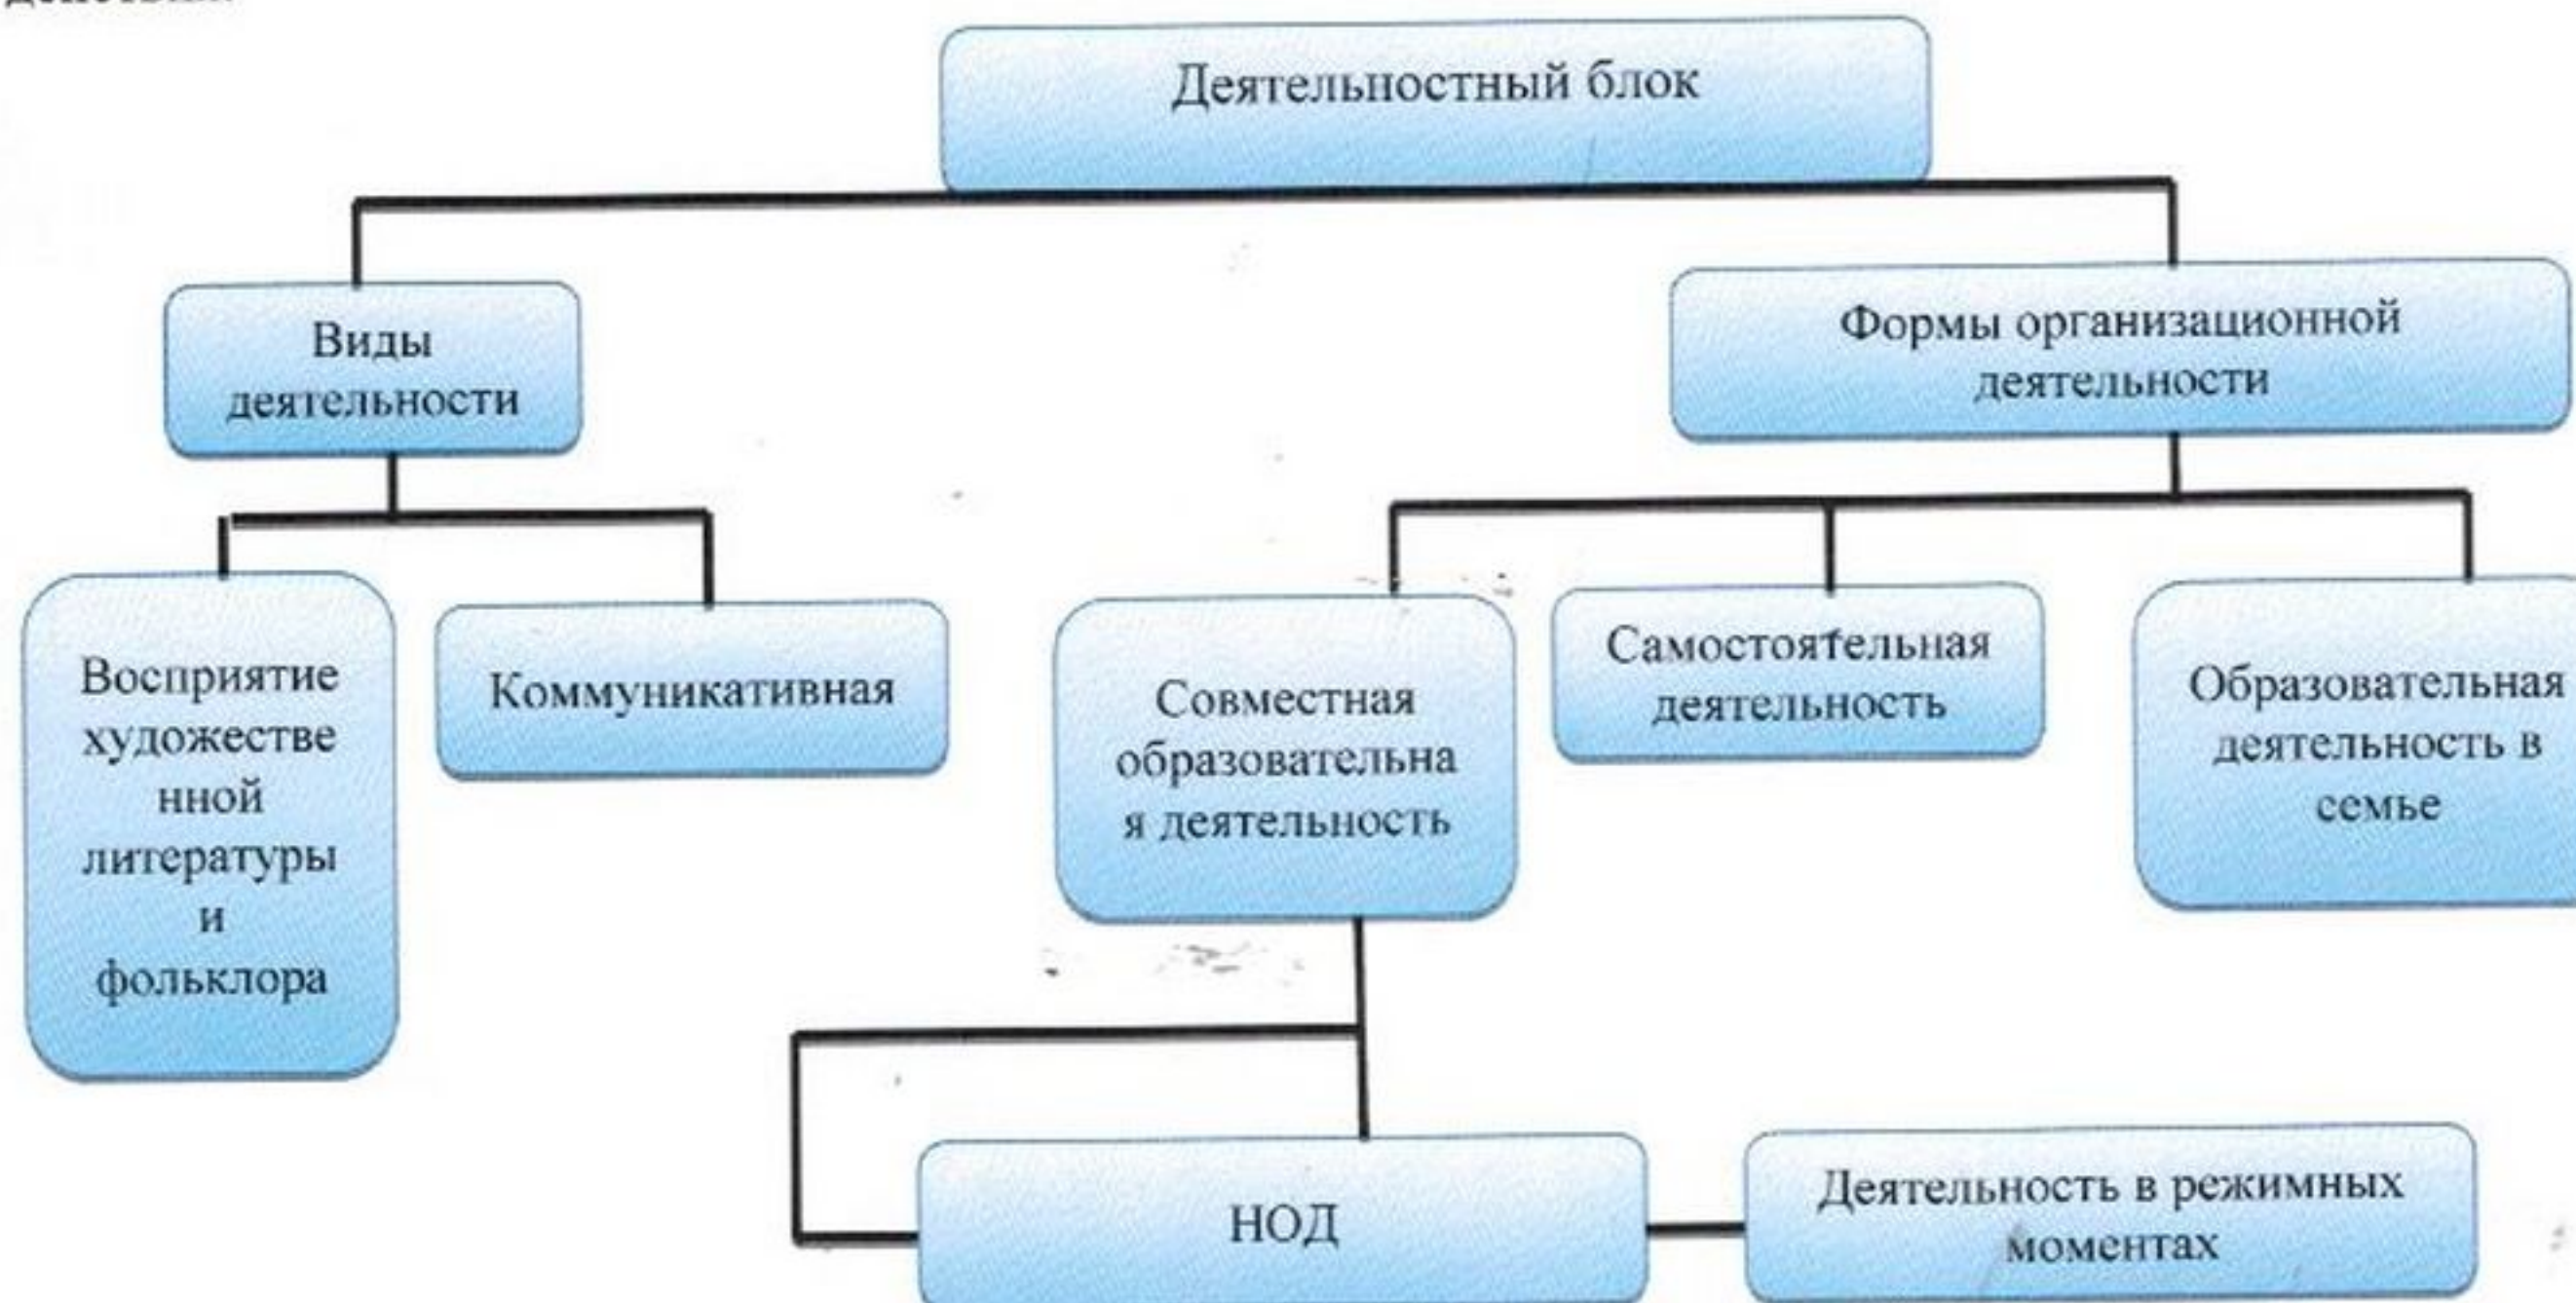 Деятельностный блок
Виды
деятельности
Формы организационной
деятельности
Восприятие
художестве
нной
литературы
и
фольклора
Коммуникативная
Совместная
образовательна
я деятельность
Самостоятельная
деятельность
Образовательная
деятельность в
семье
НОД
Деятельность в режимных
моментах